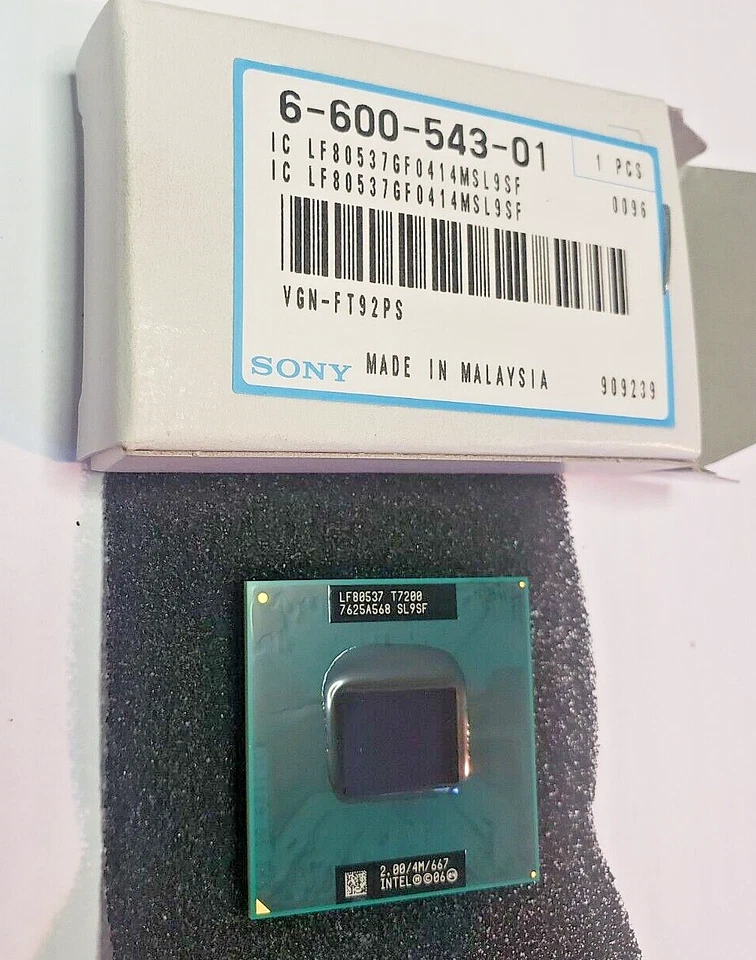 6-600-543-01
1 PCS
IC LF80537GF0414MSL9SF
IC LF80537GF0414MSL9SF
0096
VGN-FT92PS
SONY MADE IN MALAYSIA
909239
LF80537 T7200
7625A568 SL9SF
2.00/4M/667
INTEL Ⓜ©06 ⓔ4